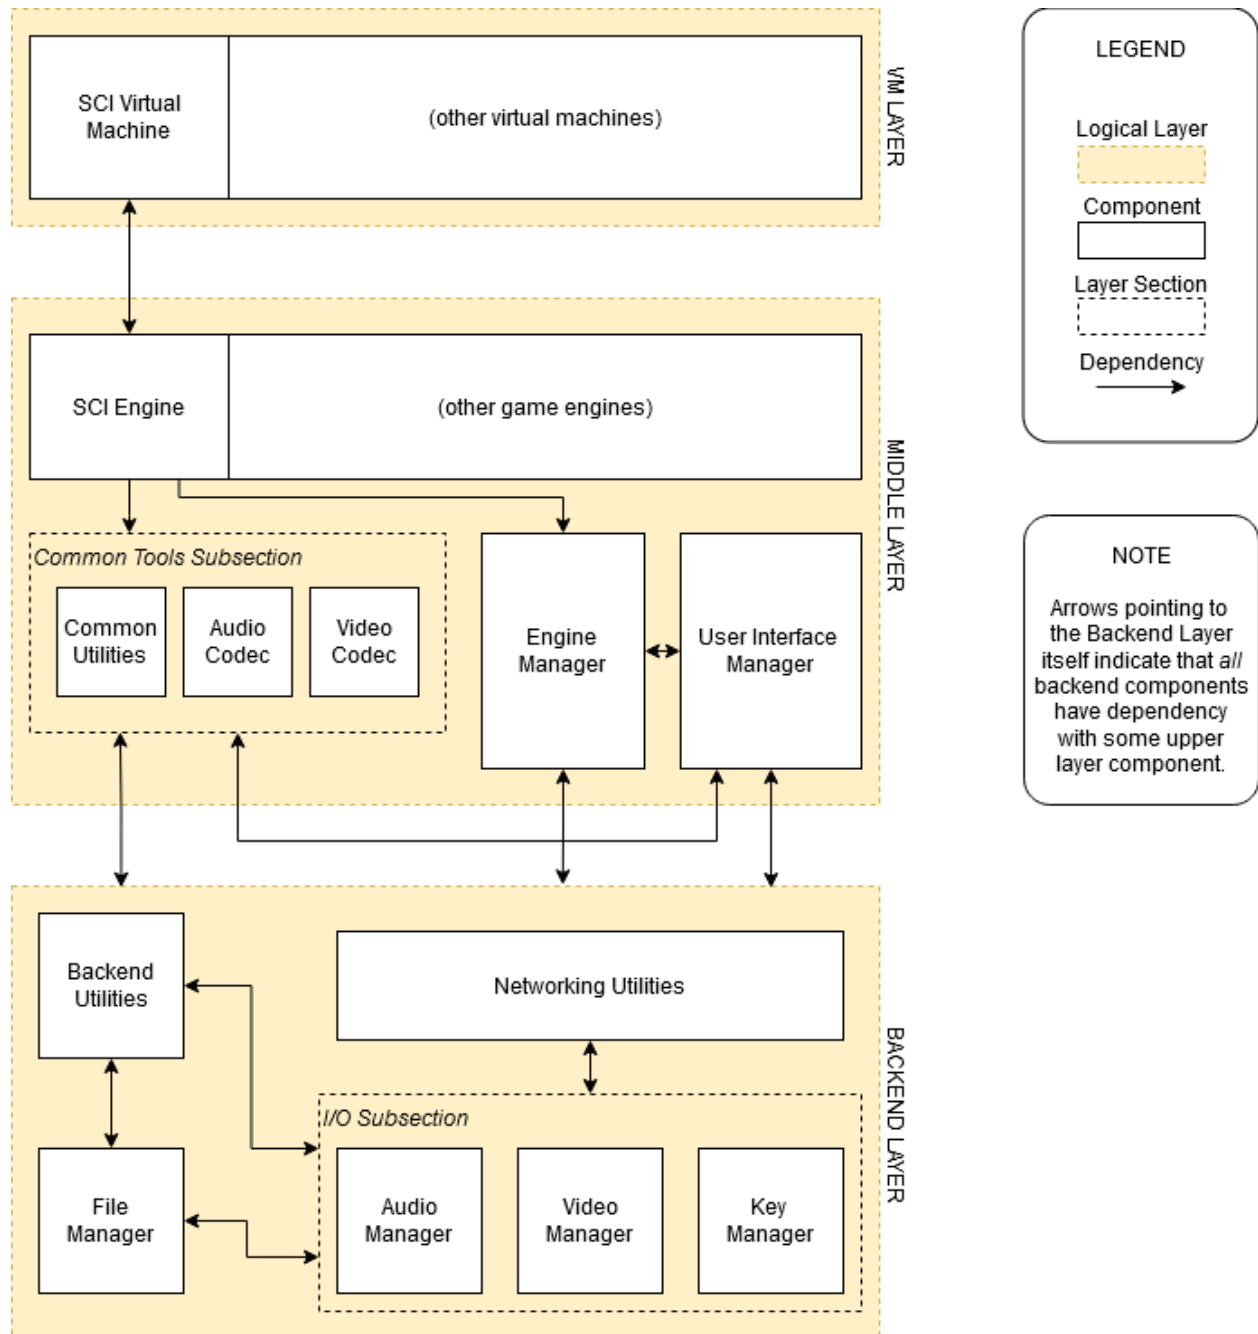 SCI Virtual
Machine
(other virtual machines)
VM LAYER
SCI Engine
(other game engines)
MIDDLE LAYER
Common Tools Subsection
Common
Utilities
Audio
Codec
Video
Codec
Engine
Manager
User Interface
Manager
Backend
Utilities
Networking Utilities
BACKEND LAYER
I/O Subsection
File
Manager
Audio
Manager
Video
Manager
Key
Manager
LEGEND
Logical Layer
Component
Layer Section
Dependency
NOTE
Arrows pointing to
the Backend Layer
itself indicate that all
backend components
have dependency
with some upper
layer component.